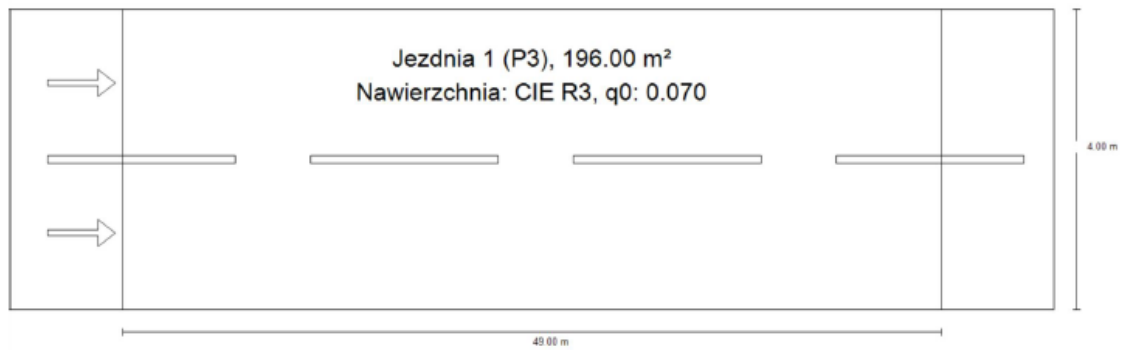 Jezdnia 1 (P3), 196.00 m²
Nawierzchnia: CIE R3, q0: 0.070
4.00 m
49.00 m